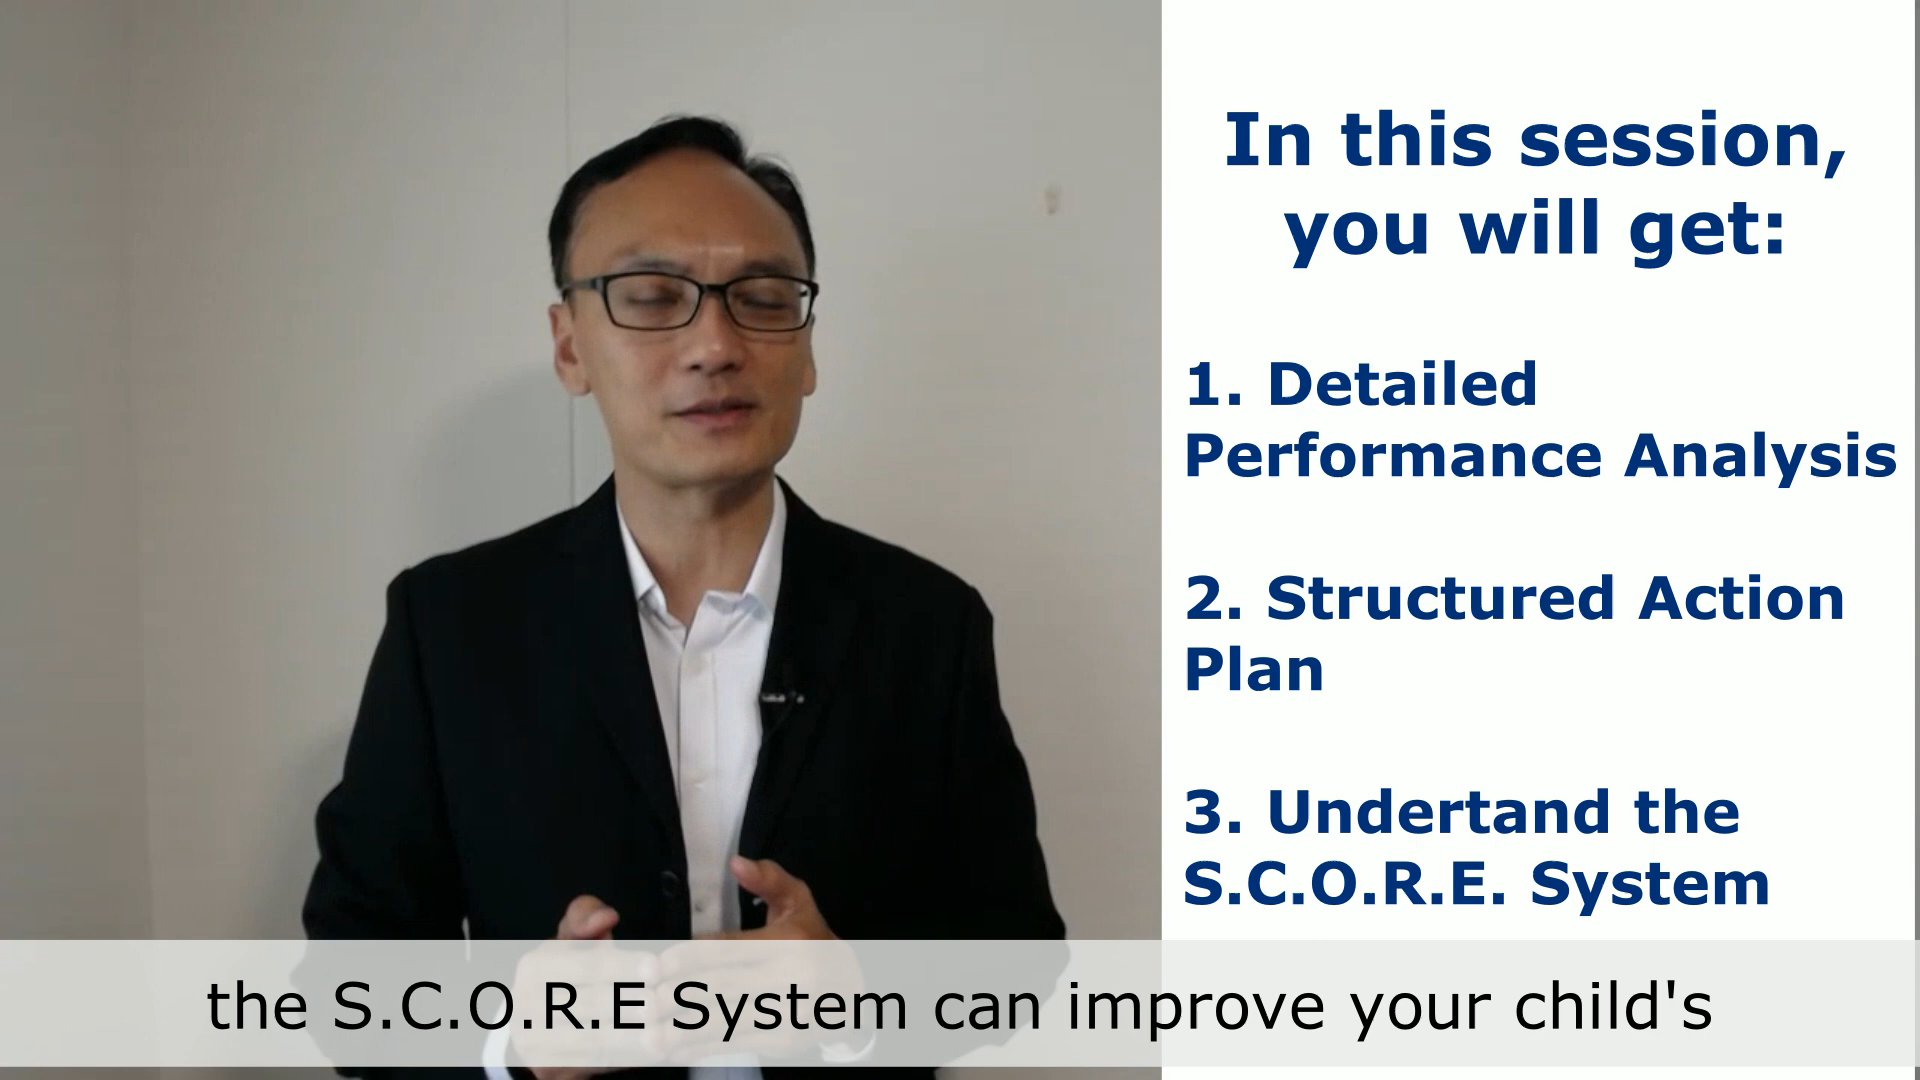 In this session,
you will get:
1. Detailed
Performance Analysis
2. Structured Action
Plan
3. Undertand the
S.C.O.R.E. System
the S.C.O.R.E System can improve your child's